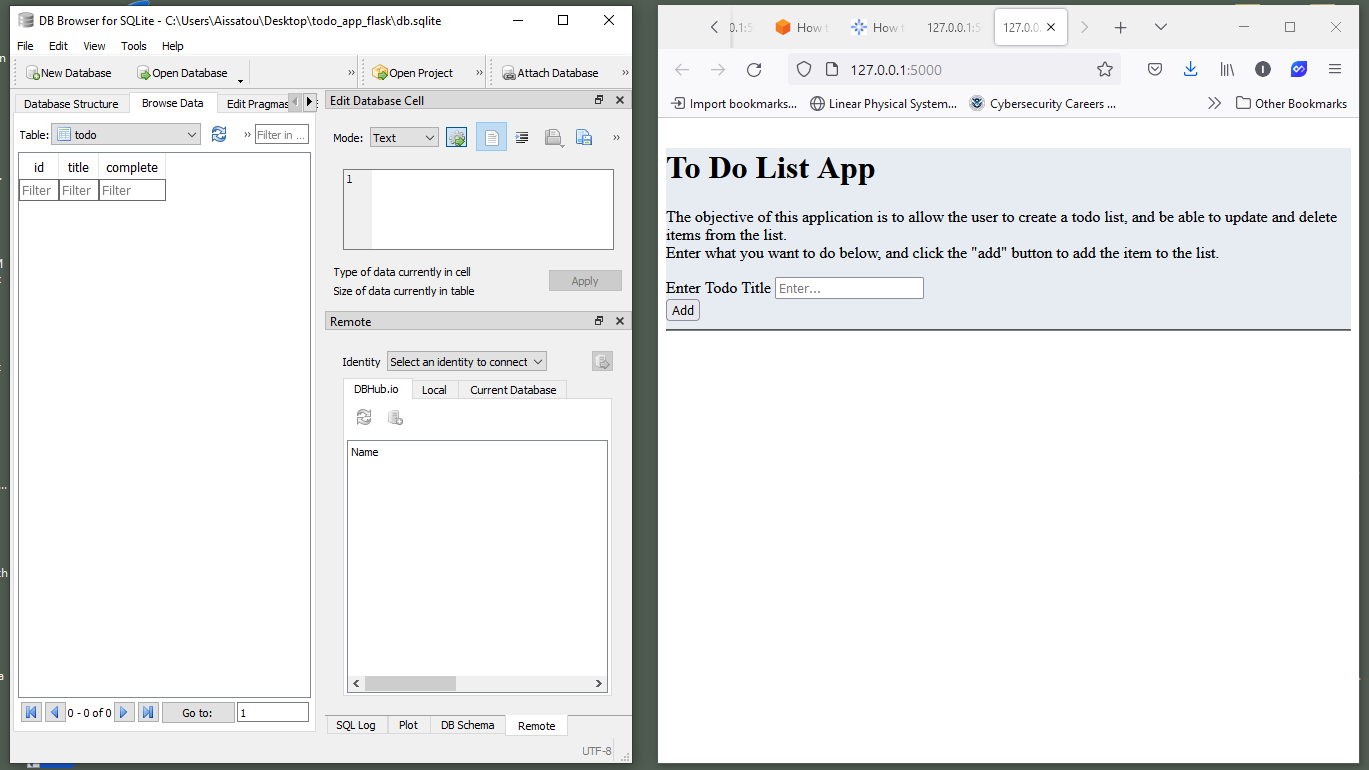 DB Browser for SQLite - C:\Users\Aissatou\Desktop\todo_app_flask\db.sqlite
File Edit View Tools Help
New Database Open Database » Open Project » Attach Database »
Database Structure Browse Data Edit Pragmas
Table: todo » Filter in ...
id title complete
Filter Filter Filter
0 - 0 of 0 Go to: 1
Edit Database Cell
Mode: Text »
1
Type of data currently in cell
Size of data currently in table
Apply
Remote
Identity Select an identity to connect
DBHub.io Local Current Database
Name
SQL Log Plot DB Schema Remote
UTF-8
0.1:5 How t How t 127.0.0.1:5 127.0.0.
127.0.0.1:5000
Import bookmarks... Linear Physical System... Cybersecurity Careers ... Other Bookmarks
To Do List App
The objective of this application is to allow the user to create a todo list, and be able to update and delete
items from the list.
Enter what you want to do below, and click the "add" button to add the item to the list.
Enter Todo Title Enter...
Add